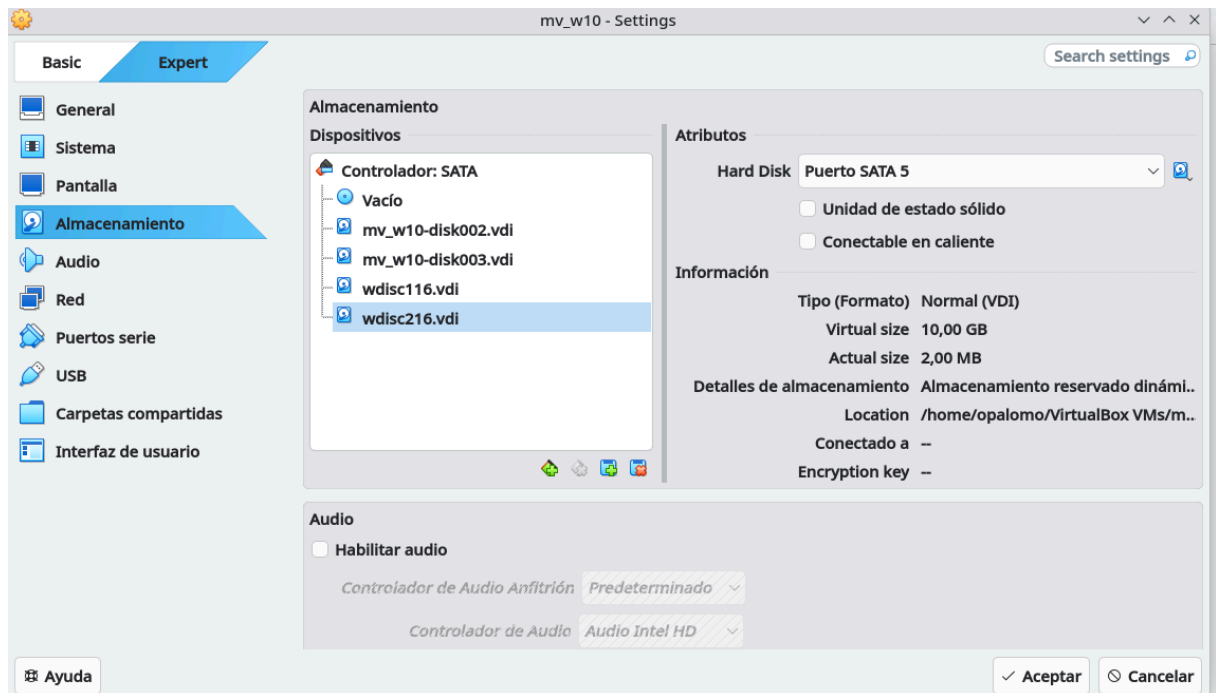 mv_w10 - Settings
Basic
Expert
Search settings
General
Sistema
Pantalla
Almacenamiento
Audio
Red
Puertos serie
USB
Carpetas compartidas
Interfaz de usuario
Almacenamiento
Dispositivos
Controlador: SATA
Vacío
mv_w10-disk002.vdi
mv_w10-disk003.vdi
wdisc116.vdi
wdisc216.vdi
Atributos
Hard Disk Puerto SATA 5
Unidad de estado sólido
Conectable en caliente
Información
Tipo (Formato) Normal (VDI)
Virtual size 10,00 GB
Actual size 2,00 MB
Detalles de almacenamiento Almacenamiento reservado dinámi..
Location /home/opalomo/VirtualBox VMs/m..
Conectado a --
Encryption key --
Audio
Habilitar audio
Controlador de Audio Anfitrión Predeterminado
Controlador de Audio Audio Intel HD
Ayuda
Aceptar
Cancelar